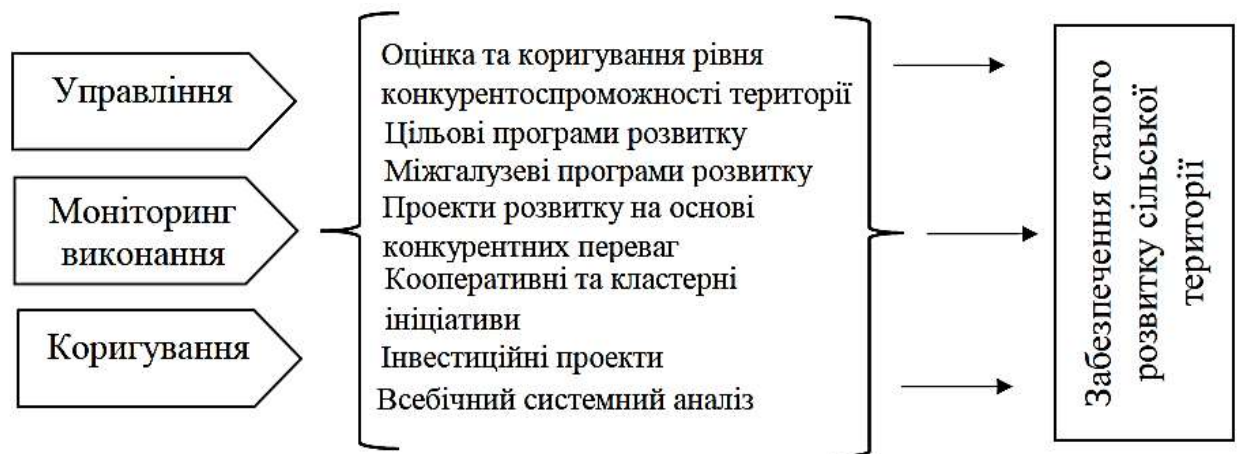 Управління
Моніторинг
виконання
Коригування
Оцінка та коригування рівня
конкурентоспроможності території
Цільові програми розвитку
Міжгалузеві програми розвитку
Проекти розвитку на основі
конкурентних переваг
Кооперативні та кластерні
ініціативи
Інвестиційні проекти
Всебічний системний аналіз
Забезпечення сталого
розвитку сільської
території